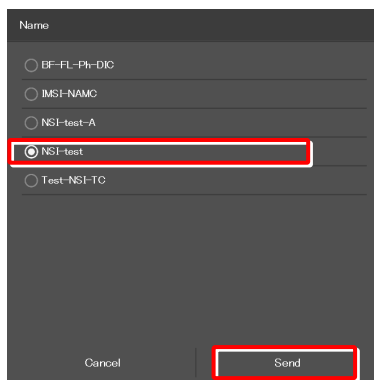 Name
BF-FL-Ph-DIC
IMSI-NAMC
NSI-test-A
NSI-test
Test-NSI-TC
Cancel Send